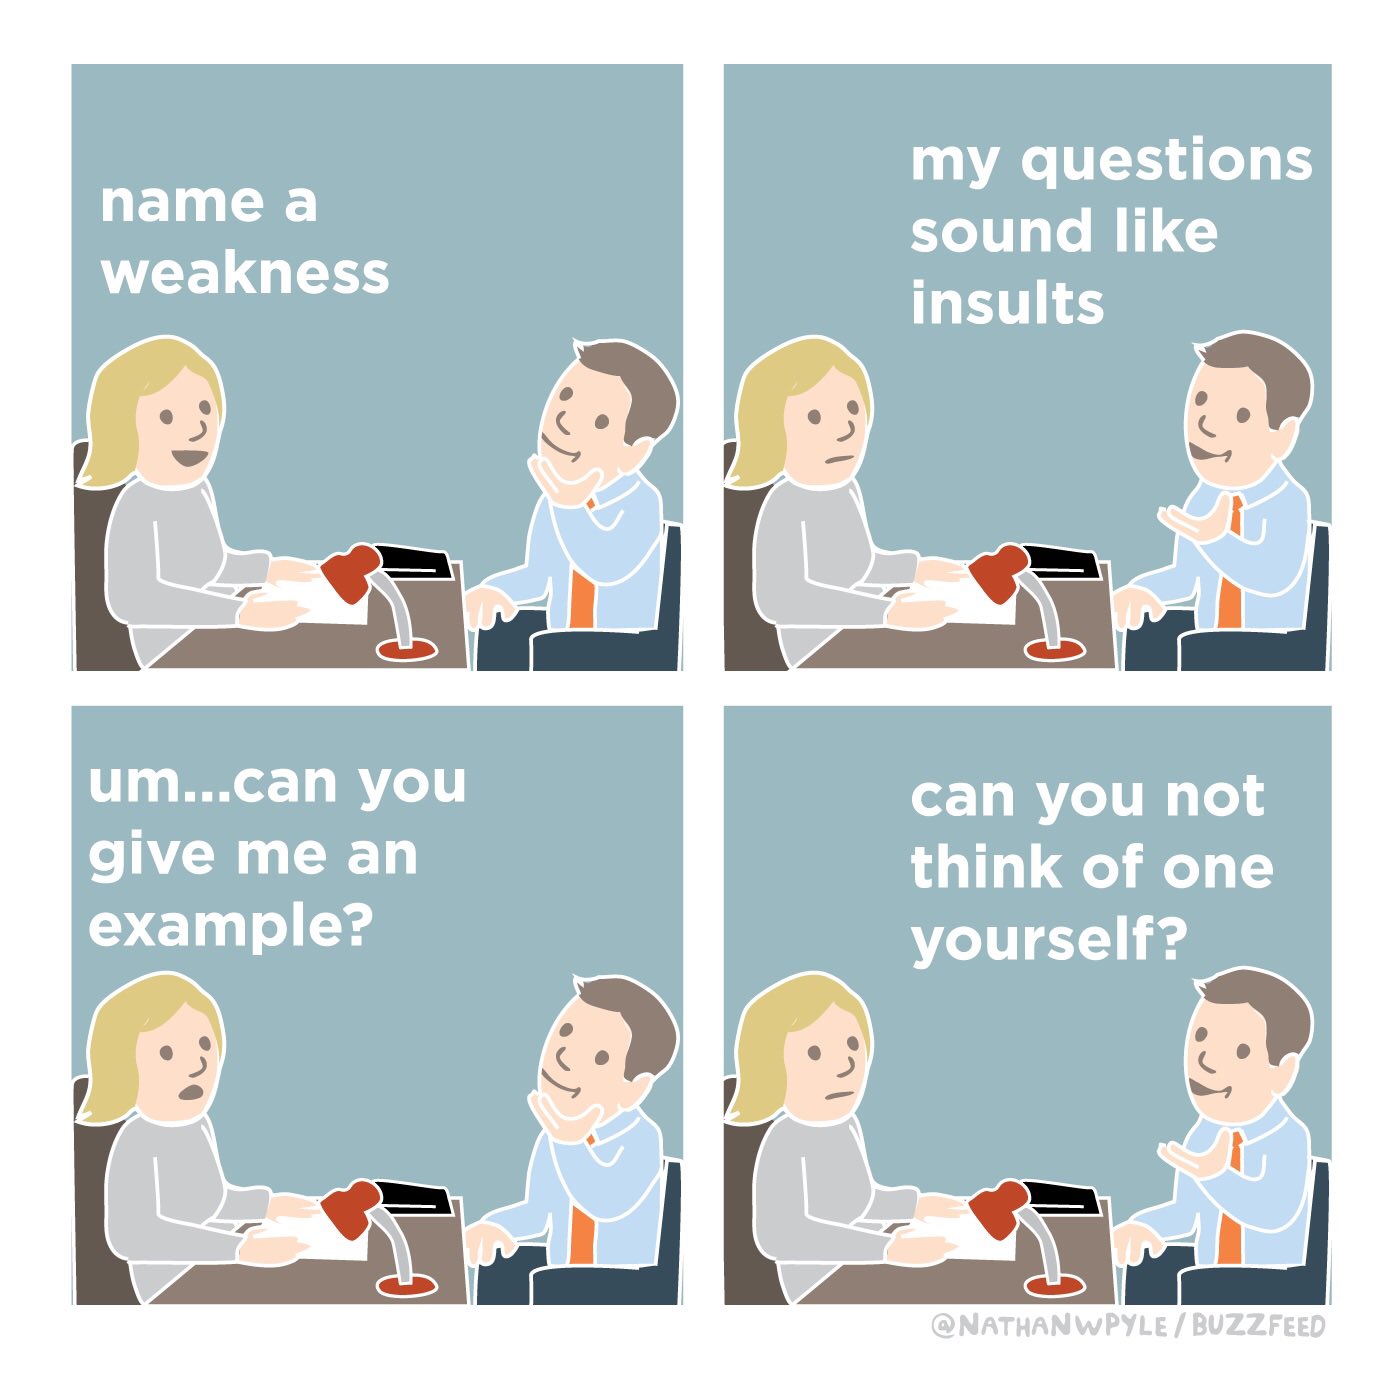 name a
weakness
my questions
sound like
insults
um...can you
give me an
example?
can you not
think of one
yourself?
@NATHANWPYLE / BUZZFEED